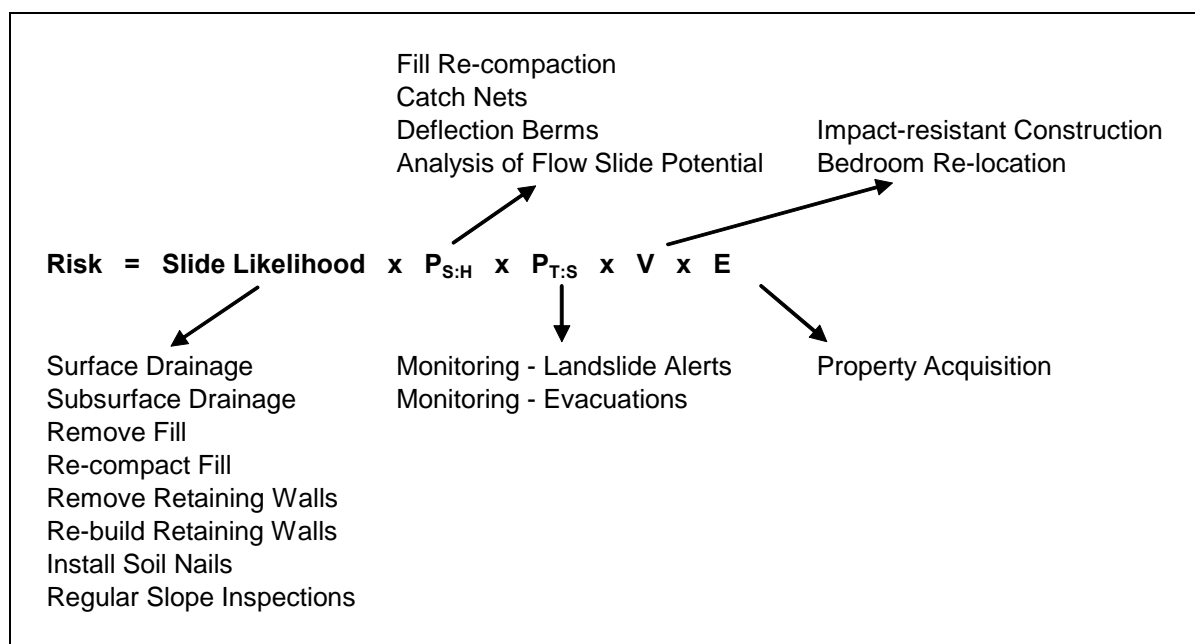 Fill Re-compaction
Catch Nets
Deflection Berms
Analysis of Flow Slide Potential
Impact-resistant Construction
Bedroom Re-location
Risk = Slide Likelihood x P_S:H x P_T:S x V x E
Surface Drainage
Subsurface Drainage
Remove Fill
Re-compact Fill
Remove Retaining Walls
Re-build Retaining Walls
Install Soil Nails
Regular Slope Inspections
Monitoring - Landslide Alerts
Monitoring - Evacuations
Property Acquisition